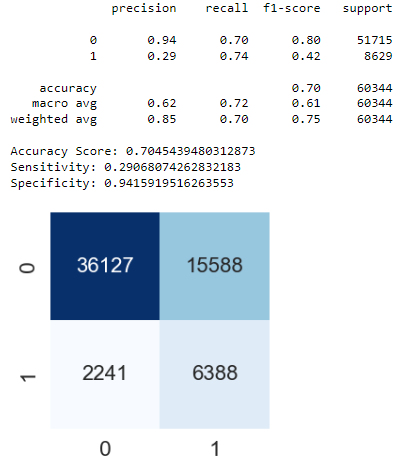 precision recall f1-score support
0 0.94 0.70 0.80 51715
1 0.29 0.74 0.42 8629
accuracy 0.70 60344
macro avg 0.62 0.72 0.61 60344
weighted avg 0.85 0.70 0.75 60344
Accuracy Score: 0.7045439480312873
Sensitivity: 0.29068074262832183
Specificity: 0.9415919516263553
0 36127 15588
1 2241 6388
0 1